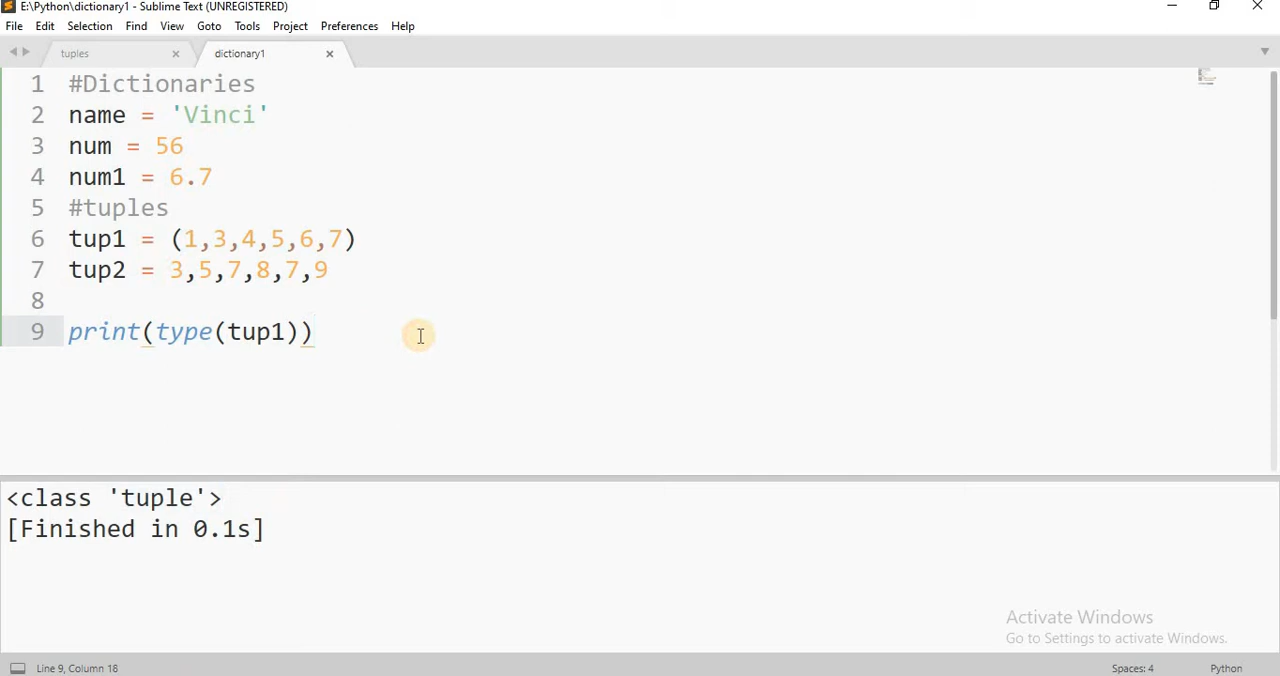 E:\Python\dictionary1 - Sublime Text (UNREGISTERED)
File Edit Selection Find View Goto Tools Project Preferences Help
tuples dictionary1
1 #Dictionaries
2 name = 'Vinci'
3 num = 56
4 num1 = 6.7
5 #tuples
6 tup1 = (1,3,4,5,6,7)
7 tup2 = 3,5,7,8,7,9
8
9 print(type(tup1))
<class 'tuple'>
[Finished in 0.1s]
Activate Windows
Go to Settings to activate Windows.
Line 9, Column 18 Spaces: 4 Python